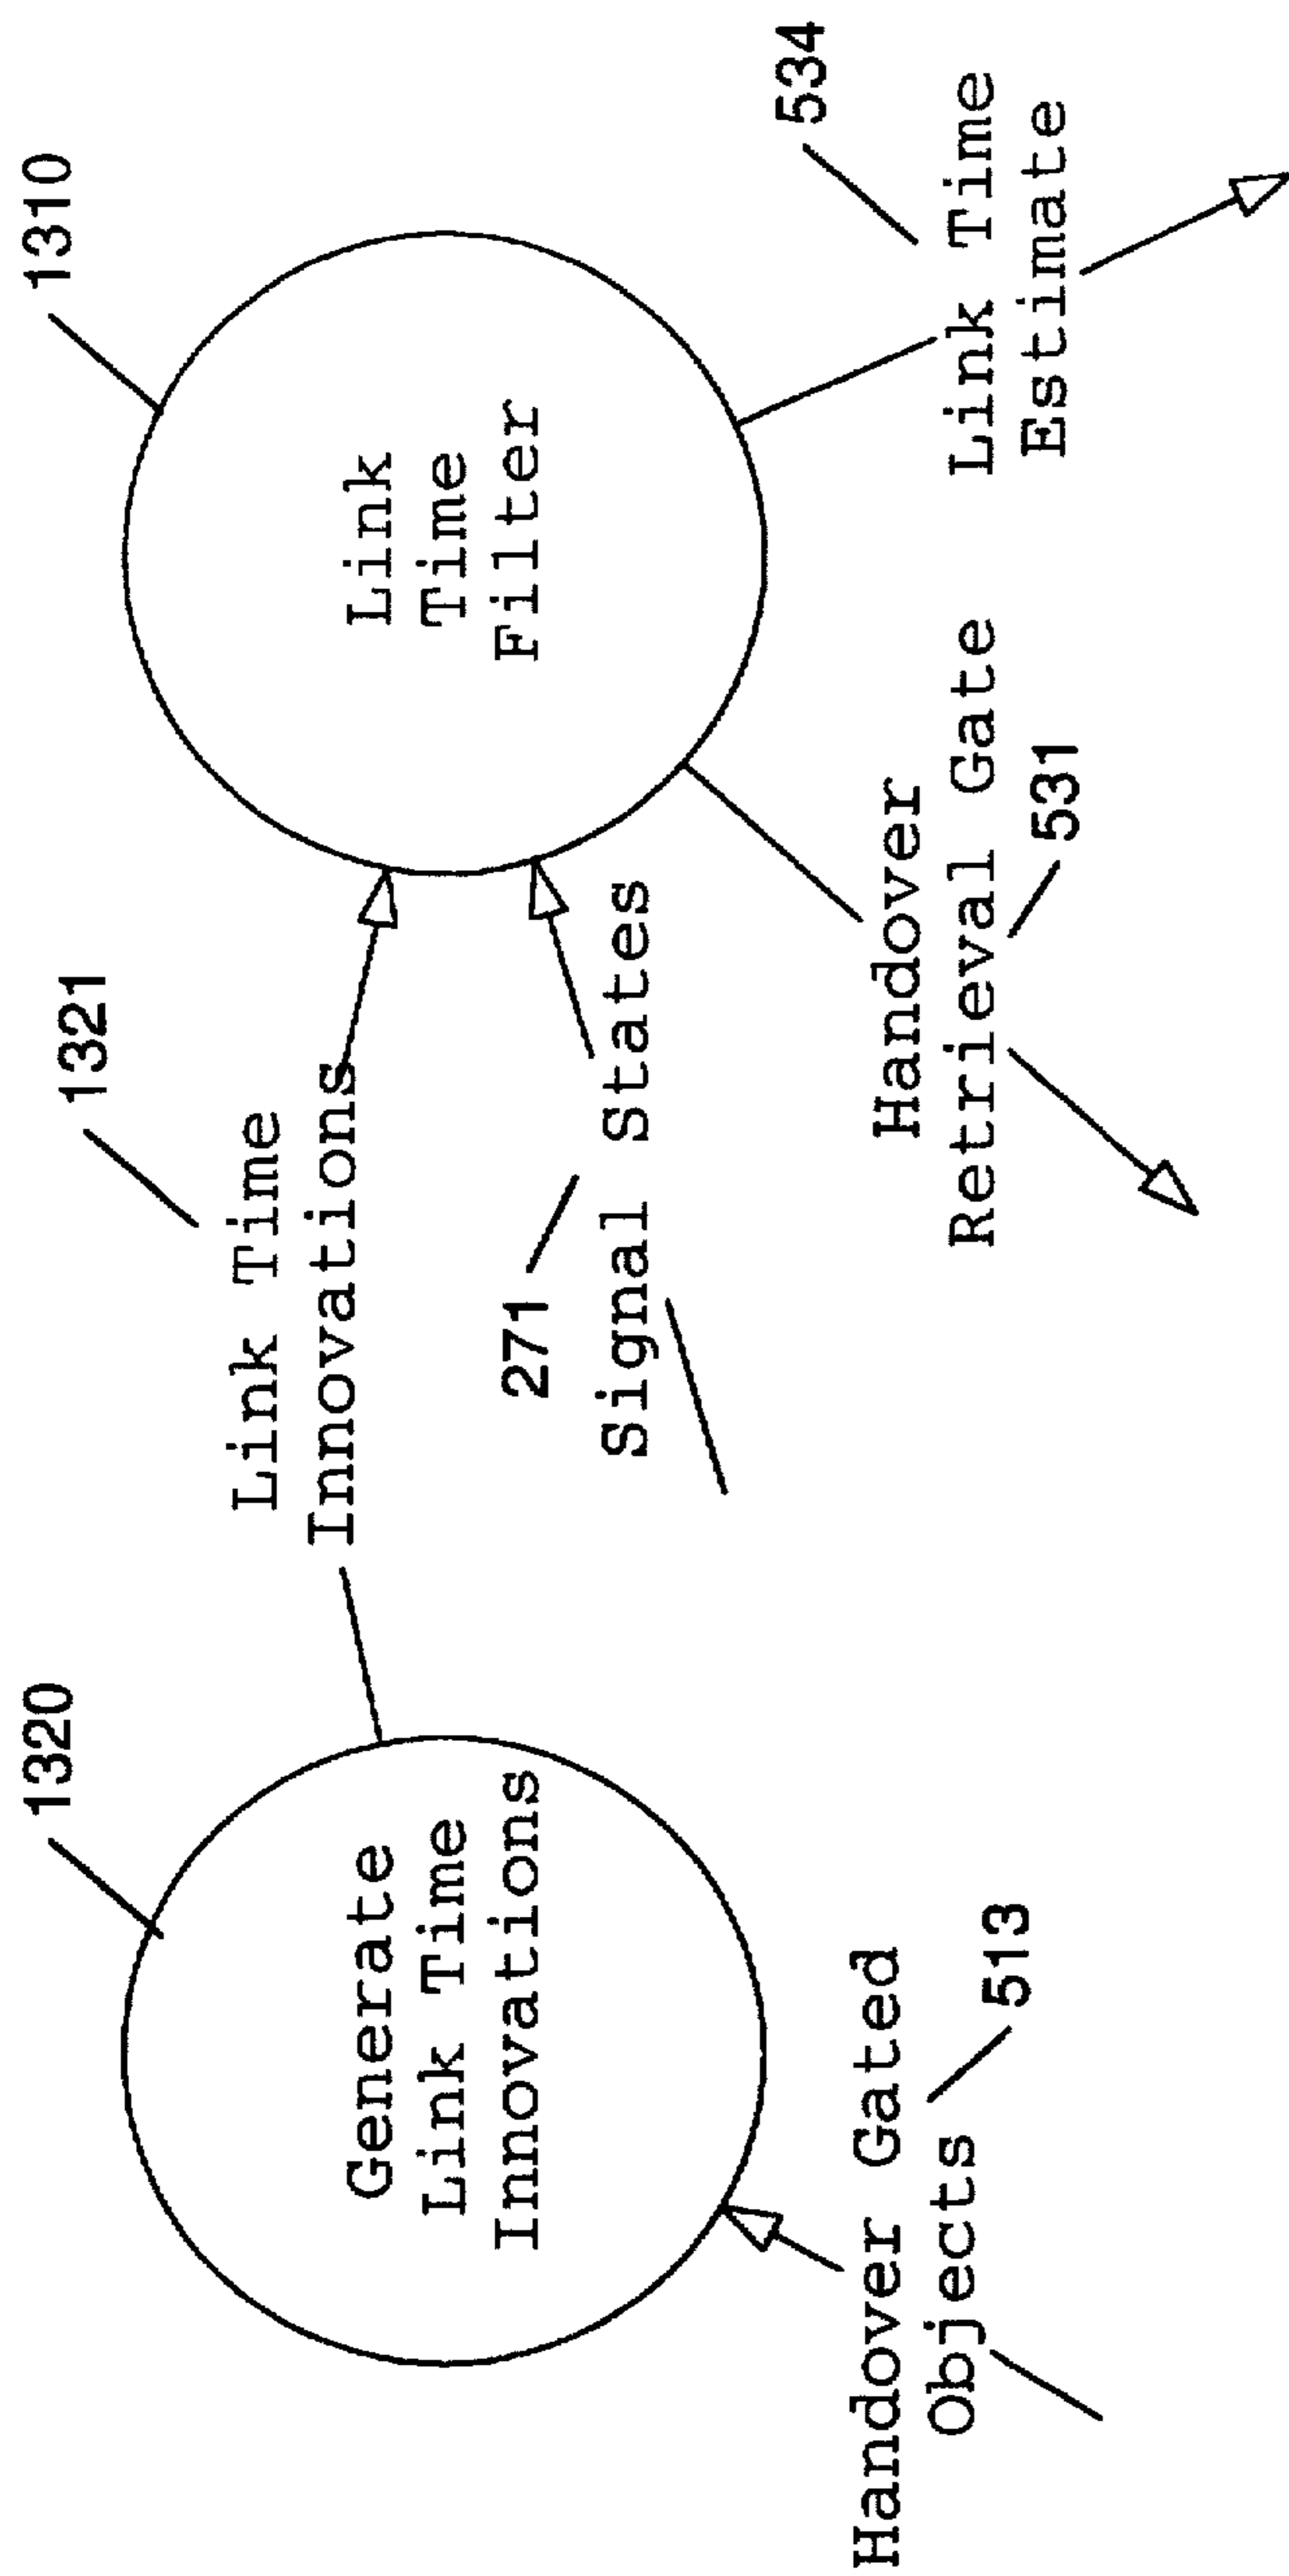 1320
Generate
Link Time
Innovations
Handover Gated
Objects
513
1321
Link Time
Innovations
271
Signal States
1310
Link
Time
Filter
Handover
Retrieval Gate
531
534
Link Time
Estimate